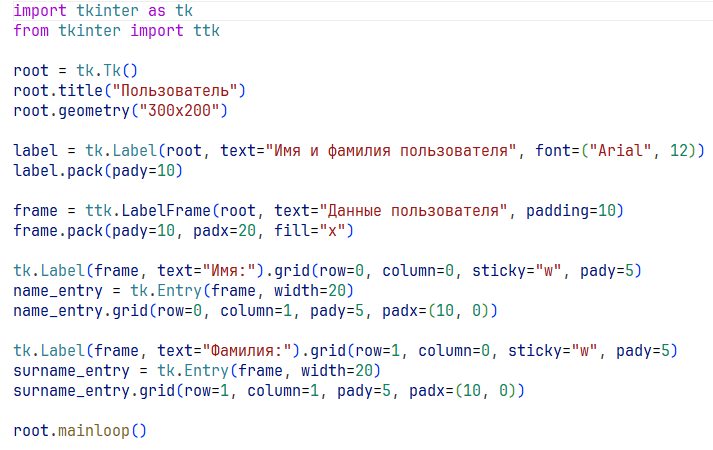 import tkinter as tk
from tkinter import ttk
root = tk.Tk()
root.title("Пользователь")
root.geometry("300x200")
label = tk.Label(root, text="Имя и фамилия пользователя", font=("Arial", 12))
label.pack(pady=10)
frame = ttk.LabelFrame(root, text="Данные пользователя", padding=10)
frame.pack(pady=10, padx=20, fill="x")
tk.Label(frame, text="Имя:").grid(row=0, column=0, sticky="w", pady=5)
name_entry = tk.Entry(frame, width=20)
name_entry.grid(row=0, column=1, pady=5, padx=(10, 0))
tk.Label(frame, text="Фамилия:").grid(row=1, column=0, sticky="w", pady=5)
surname_entry = tk.Entry(frame, width=20)
surname_entry.grid(row=1, column=1, pady=5, padx=(10, 0))
root.mainloop()